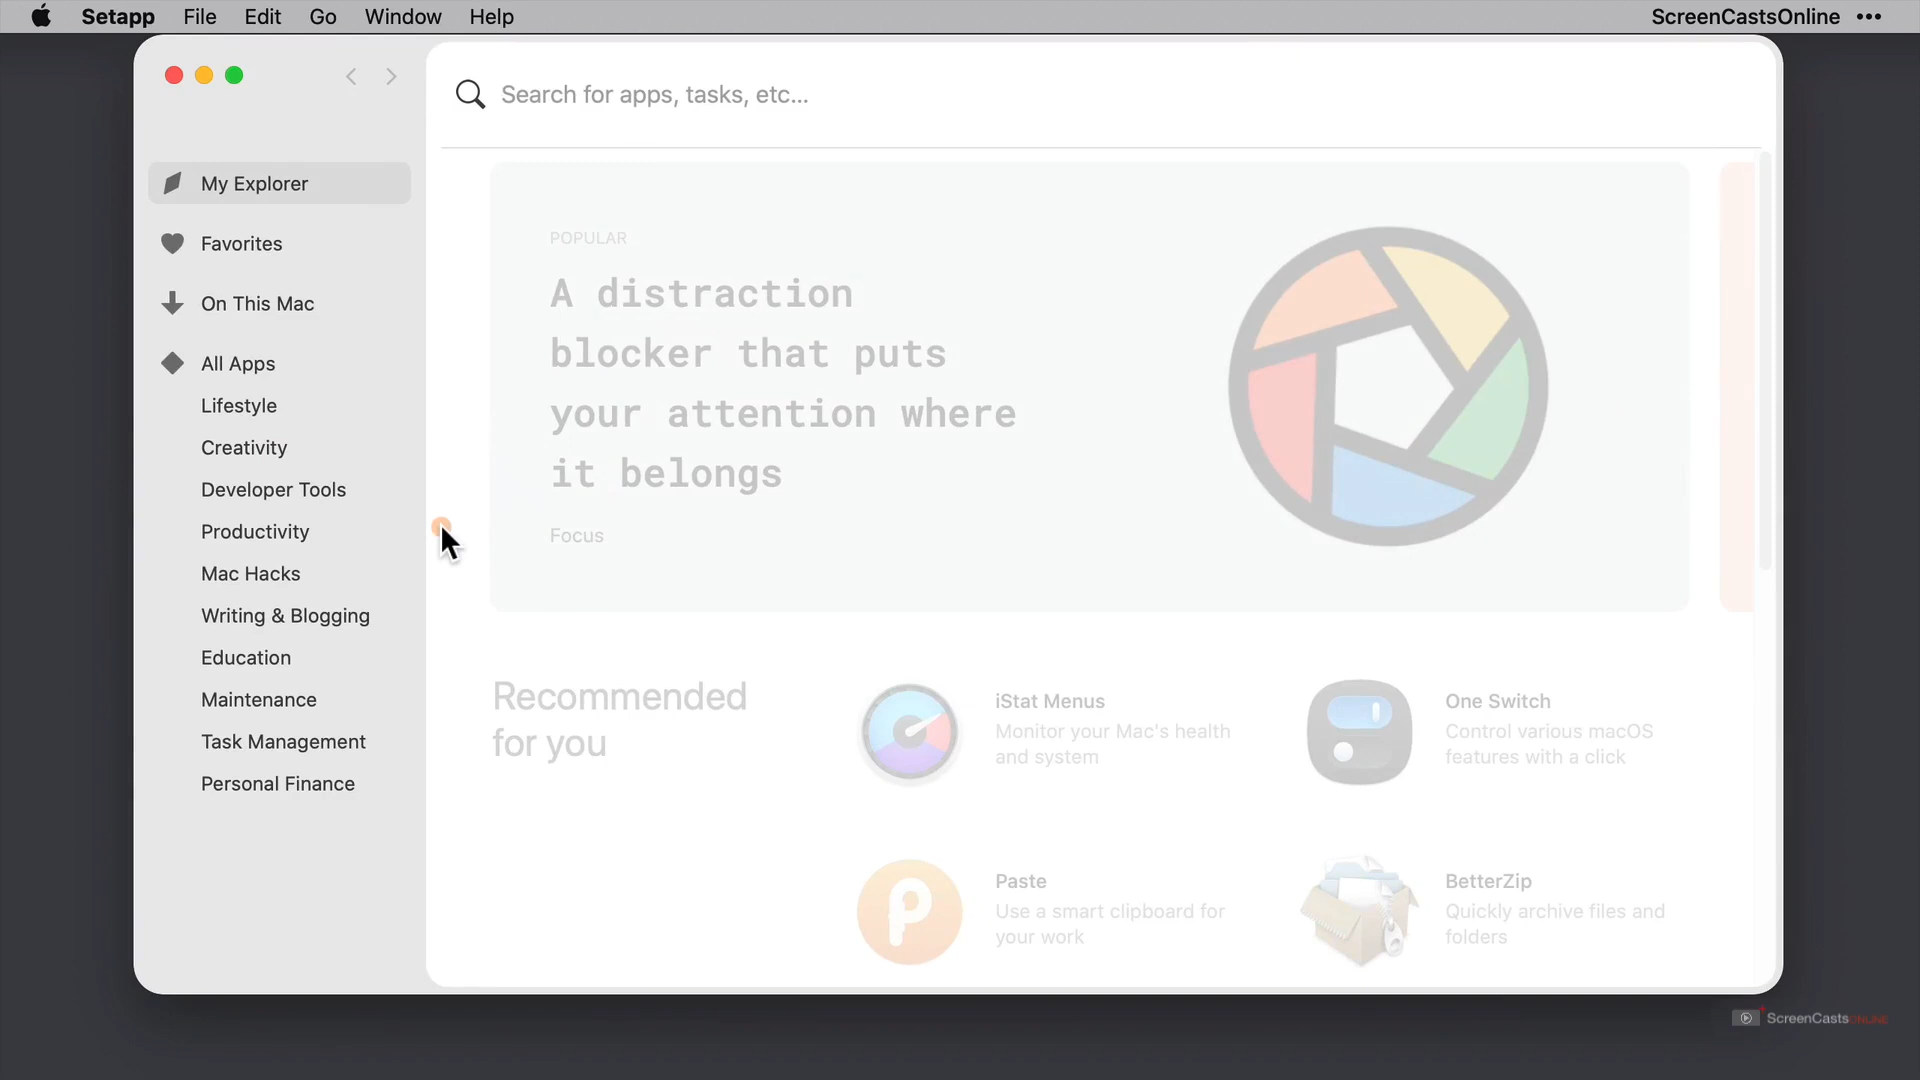 Setapp File Edit Go Window Help ScreenCastsOnline •••
Search for apps, tasks, etc...
My Explorer
Favorites
On This Mac
All Apps
Lifestyle
Creativity
Developer Tools
Productivity
Mac Hacks
Writing & Blogging
Education
Maintenance
Task Management
Personal Finance
POPULAR
A distraction
blocker that puts
your attention where
it belongs
Focus
Recommended
for you
iStat Menus
Monitor your Mac's health
and system
One Switch
Control various macOS
features with a click
Paste
Use a smart clipboard for
your work
BetterZip
Quickly archive files and
folders
ScreenCastsONLINE